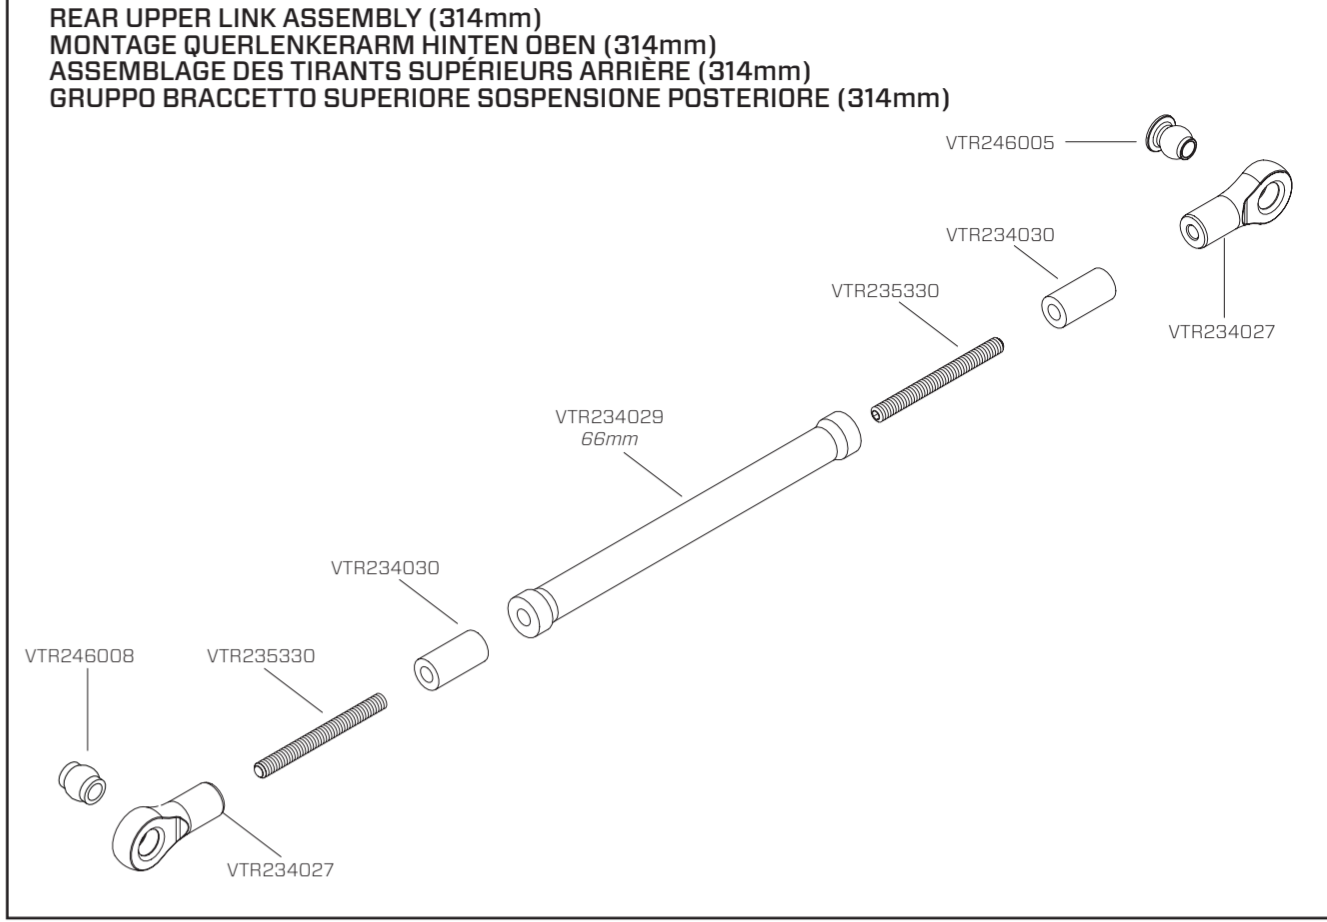 REAR UPPER LINK ASSEMBLY (314mm)
MONTAGE QUERLENKERARM HINTEN OBEN (314mm)
ASSEMBLAGE DES TIRANTS SUPÉRIEURS ARRIÈRE (314mm)
GRUPPO BRACCETTO SUPERIORE SOSPENSIONE POSTERIORE (314mm)
VTR246005
VTR234030
VTR235330
VTR234027
VTR234029
66mm
VTR234030
VTR246008
VTR235330
VTR234027